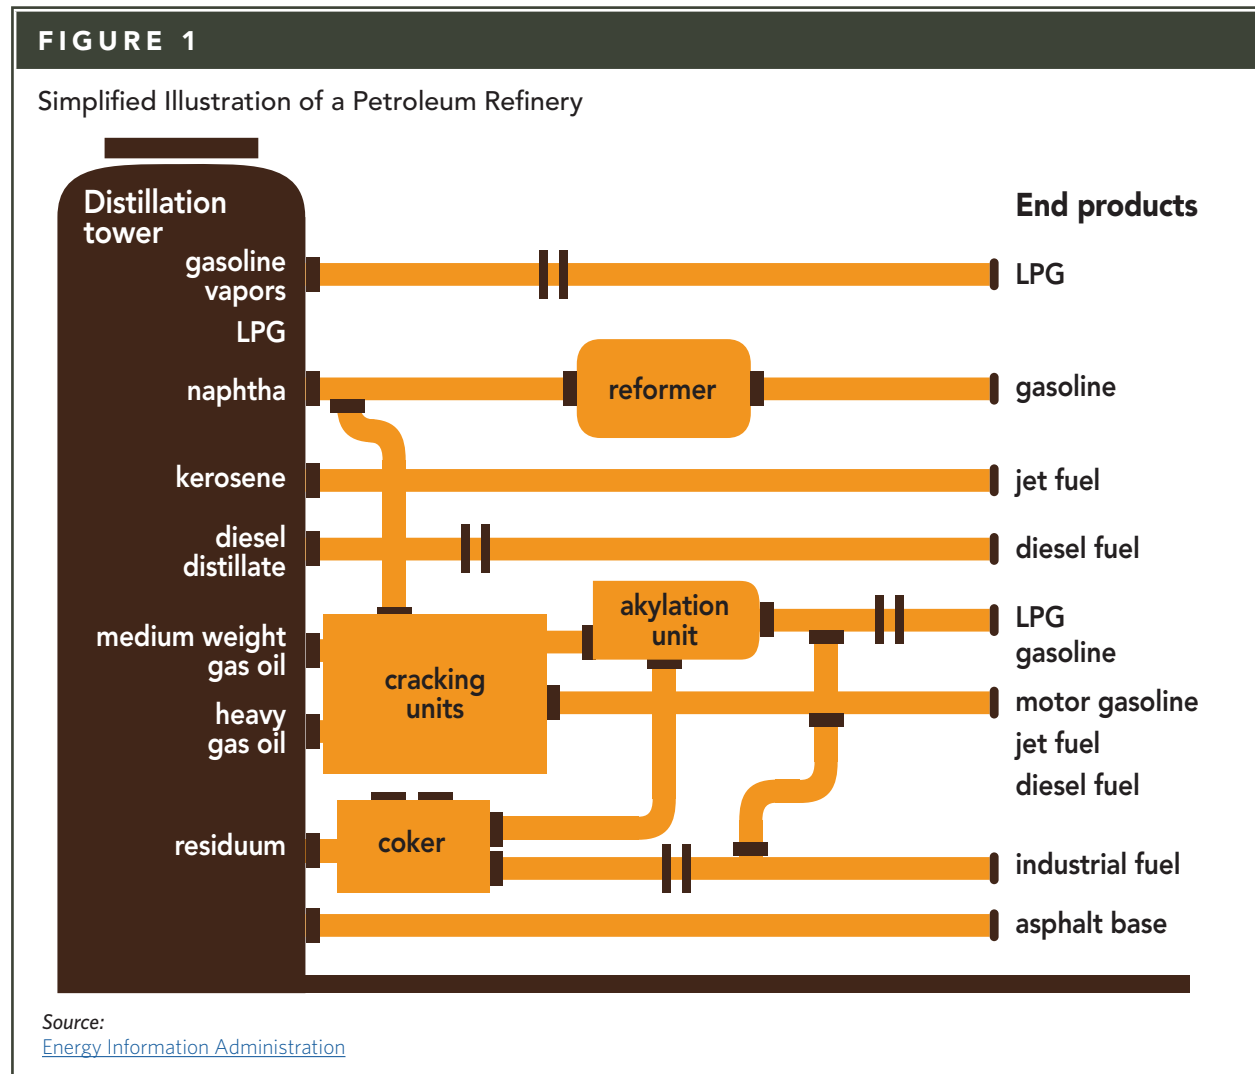 FIGURE 1
Simplified Illustration of a Petroleum Refinery
Distillation
tower
End products
gasoline
vapors
LPG
LPG
naphtha
reformer
gasoline
kerosene
jet fuel
diesel
distillate
diesel fuel
medium weight
gas oil
akylation
unit
LPG
gasoline
cracking
units
heavy
gas oil
motor gasoline
jet fuel
diesel fuel
residuum
coker
industrial fuel
asphalt base
Source:
Energy Information Administration